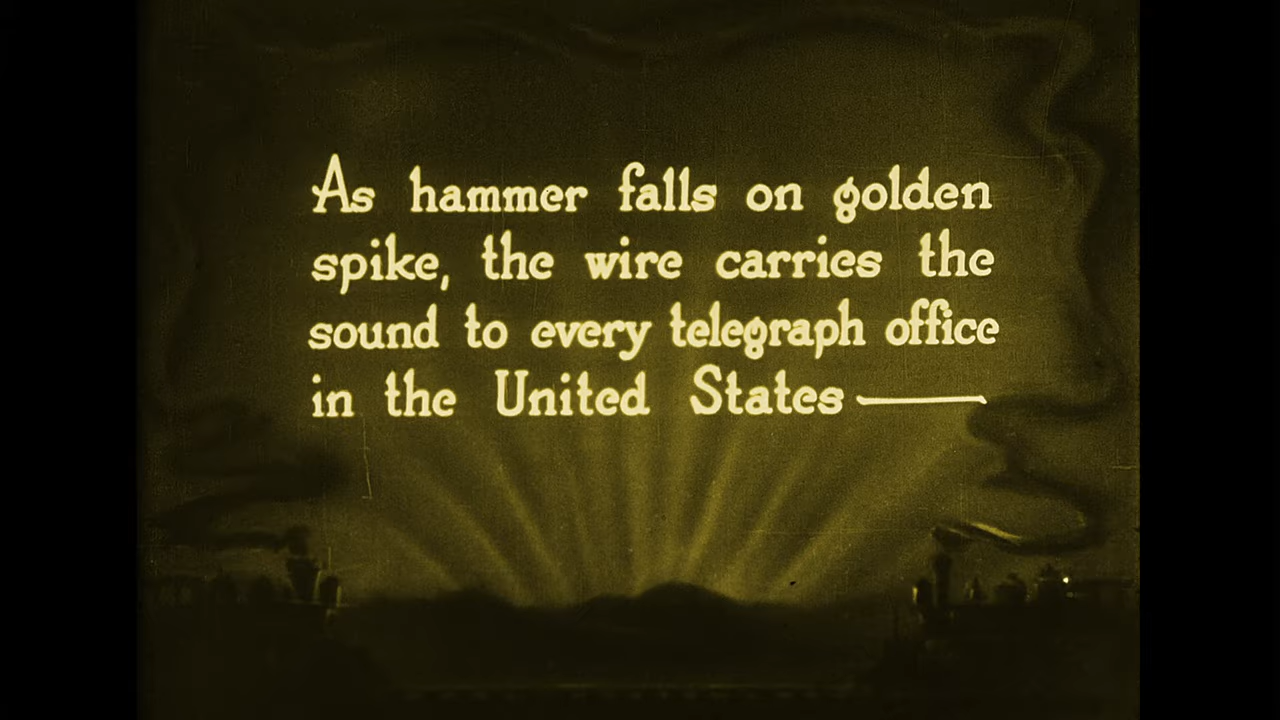 As hammer falls on golden
spike, the wire carries the
sound to every telegraph office
in the United States——